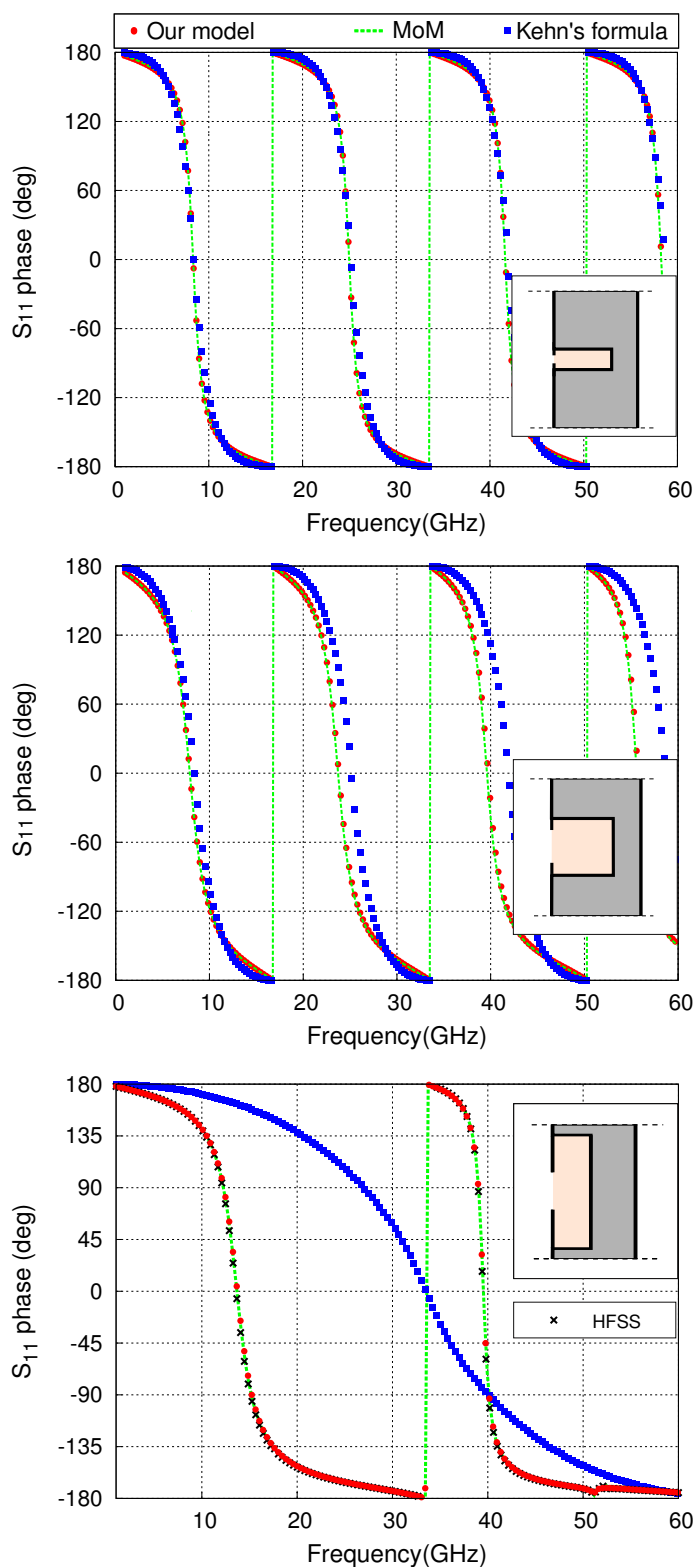 Our model MoM Kehn's formula
180
120
60
0
-60
-120
-180
S11 phase (deg)
0 10 20 30 40 50 60
Frequency(GHz)
180
120
60
0
-60
-120
-180
S11 phase (deg)
0 10 20 30 40 50 60
Frequency(GHz)
180
135
90
45
0
-45
-90
-135
-180
S11 phase (deg)
HFSS
10 20 30 40 50 60
Frequency(GHz)